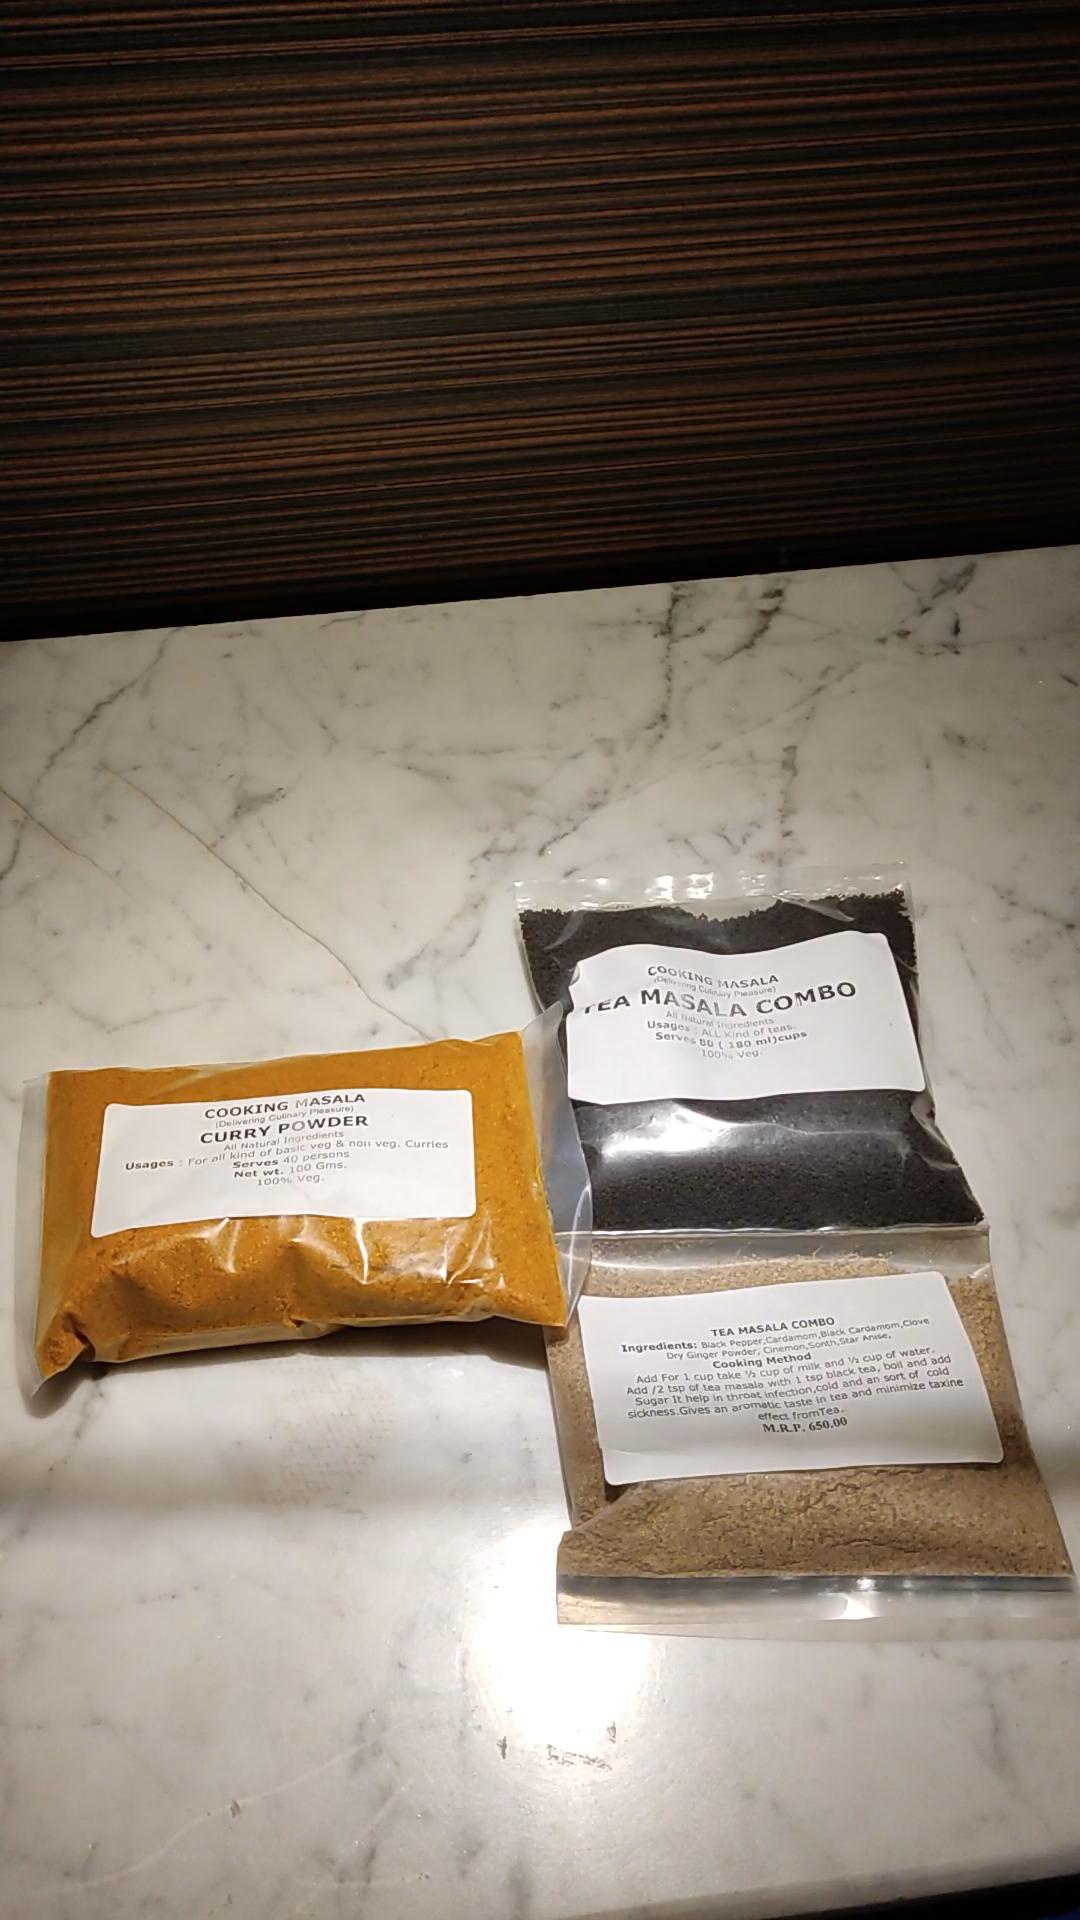 COOKING MASALA
(Delivering Culinary Pleasure)
CURRY POWDER
All Natural Ingredients
Usages : For all kind of basic veg & non veg. Curries
Serves 40 persons
Net wt. 100 Gms.
100% Veg.
COOKING MASALA
(Delivering Culinary Pleasure)
TEA MASALA COMBO
All Natural Ingredients
Usages : ALL Kind of teas.
Serves 80 ( 180 ml)cups
100% Veg.
TEA MASALA COMBO
Ingredients: Black Pepper,Cardamom,Black Cardamom,Clove
Dry Ginger Powder, Cinemon,Sonth,Star Anise,
Cooking Method
Add For 1 cup take ½ cup of milk and ½ cup of water.
Add /2 tsp of tea masala with 1 tsp black tea, boil and add
Sugar It help in throat infection,cold and an sort of cold
sickness.Gives an aromatic taste in tea and minimize taxine
effect fromTea.
M.R.P. 650.00